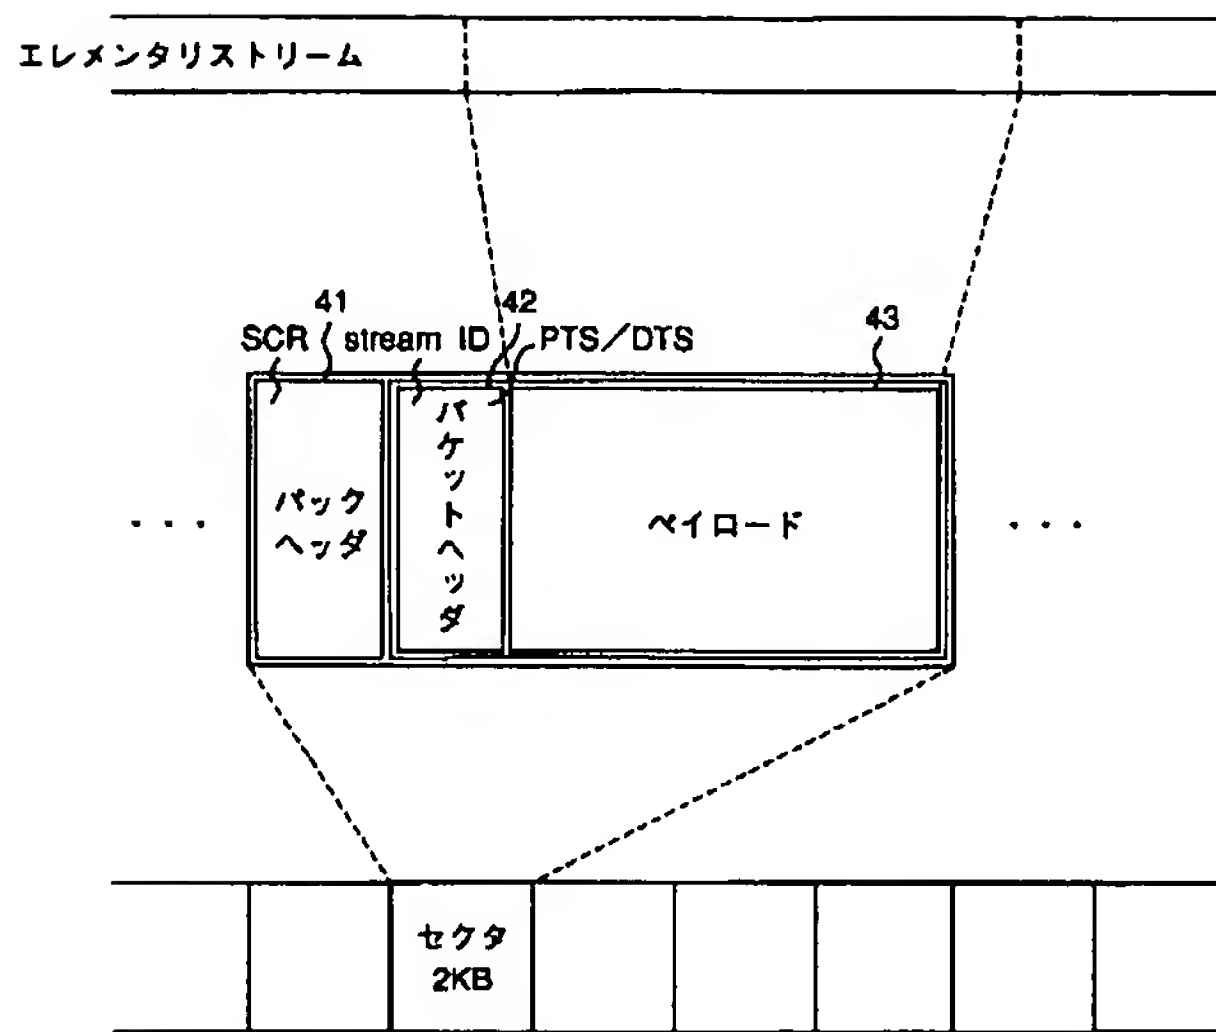 エレメンタリストリーム
41
42
43
SCR
stream ID
PTS/DTS
パック
ヘッダ
パケットヘッダ
ペイロード
・・・
・・・
セクタ
2KB